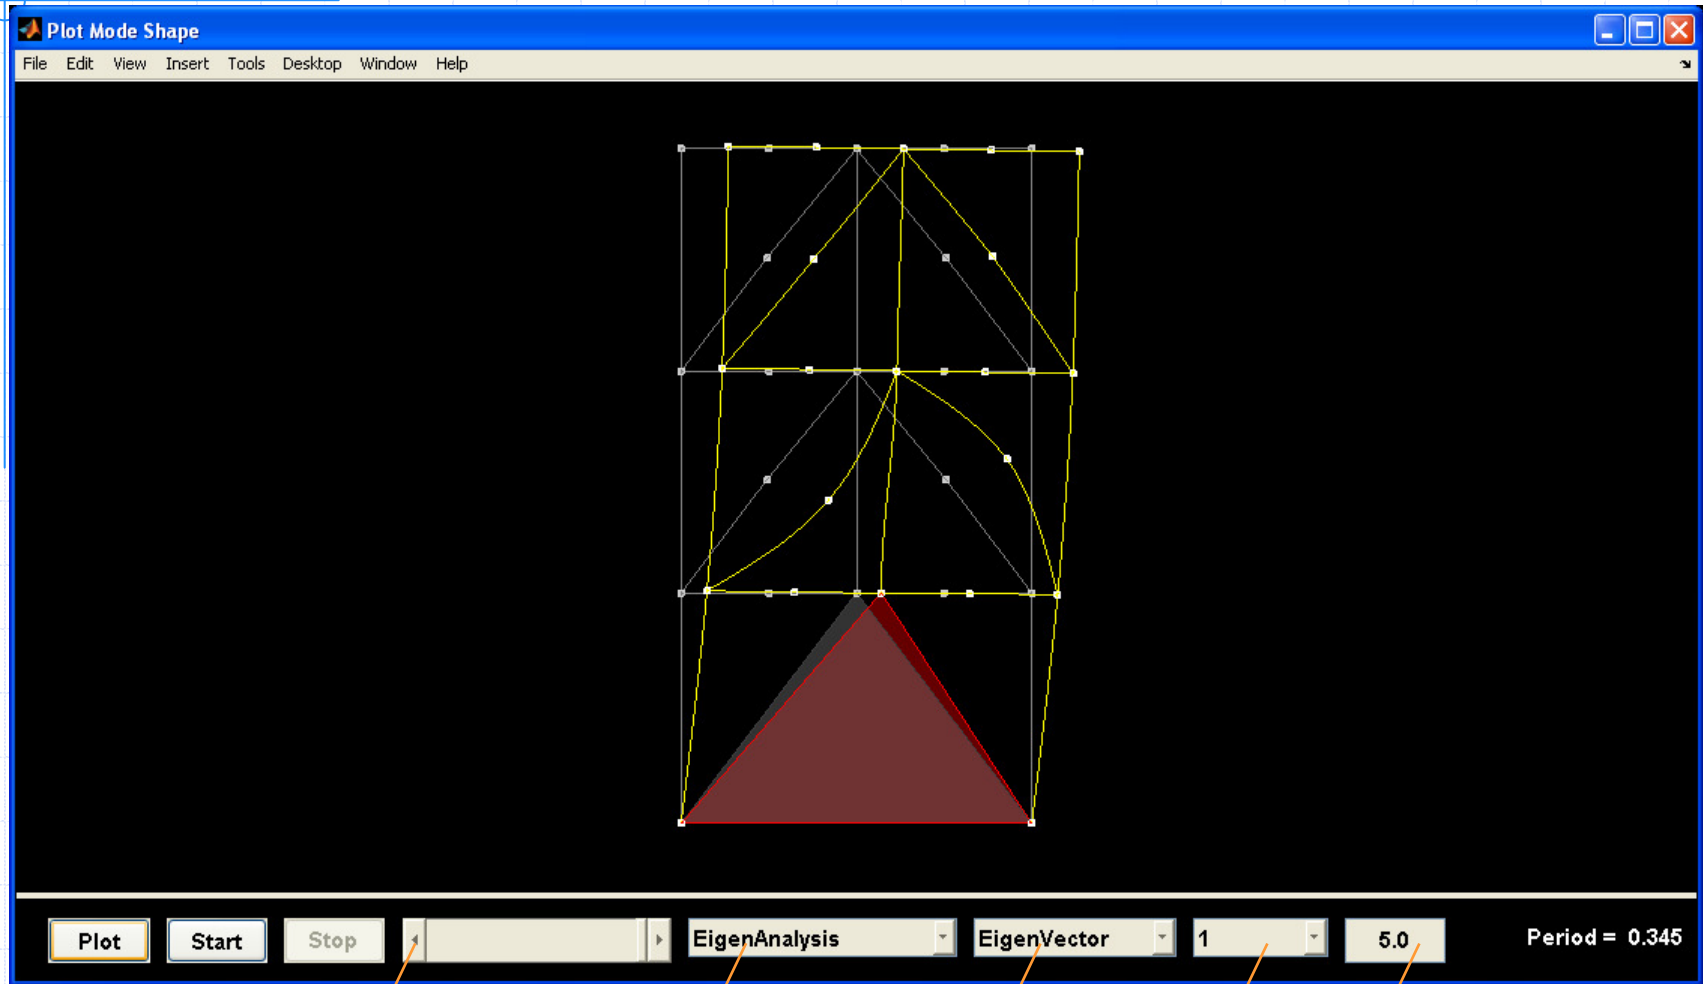 Plot Mode Shape
File Edit View Insert Tools Desktop Window Help
Plot Start Stop EigenAnalysis EigenVector 1 5.0 Period = 0.345